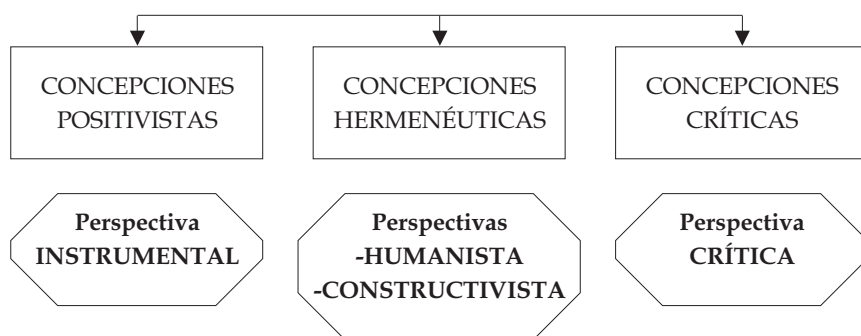 CONCEPCIONES
POSITIVISTAS
CONCEPCIONES
HERMENÉUTICAS
CONCEPCIONES
CRÍTICAS
Perspectiva
INSTRUMENTAL
Perspectivas
-HUMANISTA
-CONSTRUCTIVISTA
Perspectiva
CRÍTICA